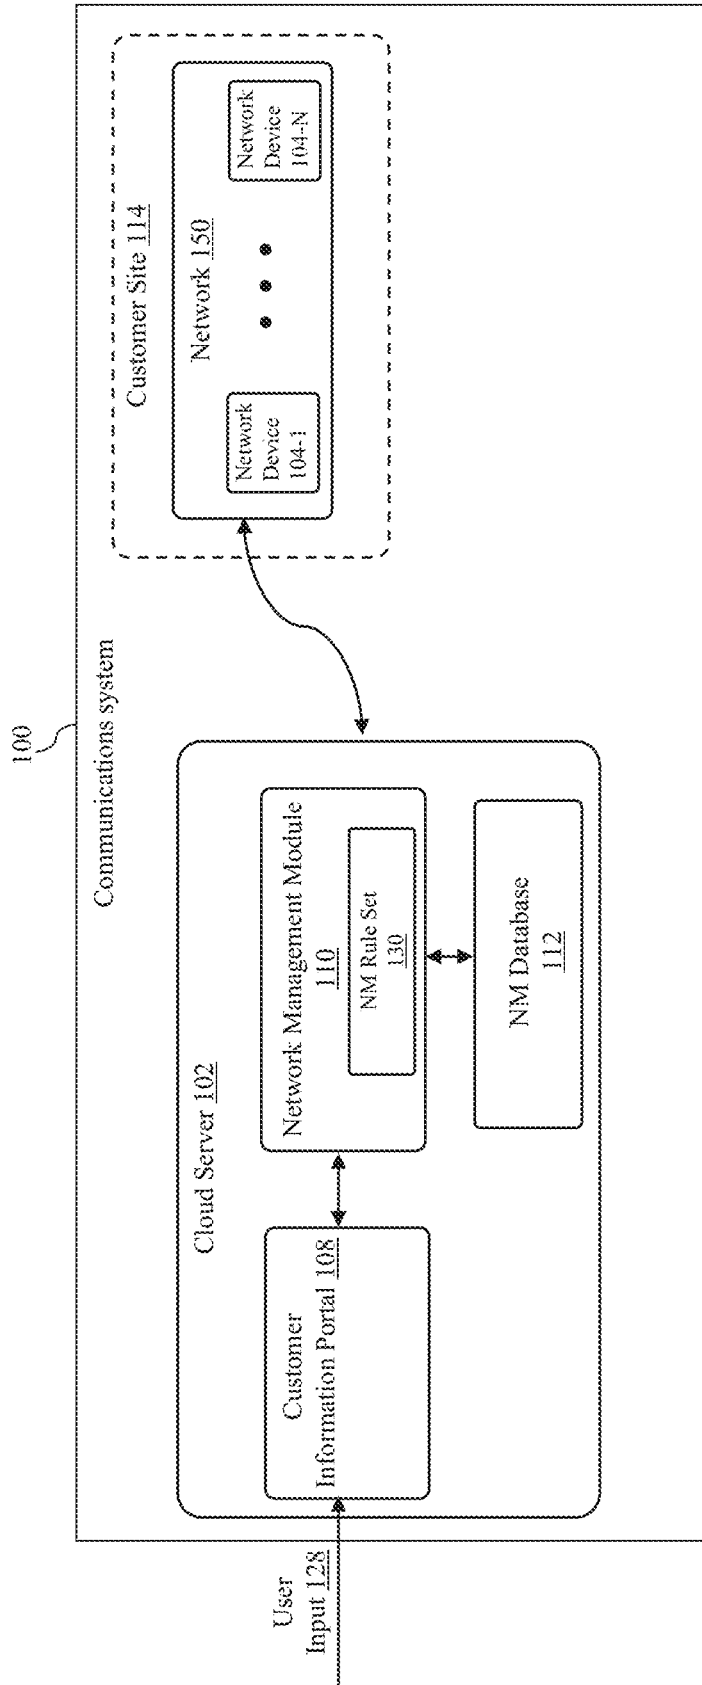 100
Communications system
Customer Site 114
Network 150
Network
Device
104-1
Network
Device
104-N
Cloud Server 102
Network Management Module
110
NM Rule Set
130
Customer
Information Portal 108
NM Database
112
User
Input 128